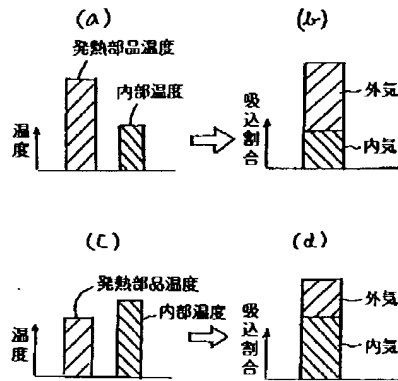 (a)
発熱部品温度
内部温度
温度
(b)
吸込割合
外気
内気
(c)
発熱部品温度
内部温度
温度
(d)
吸込割合
外気
内気